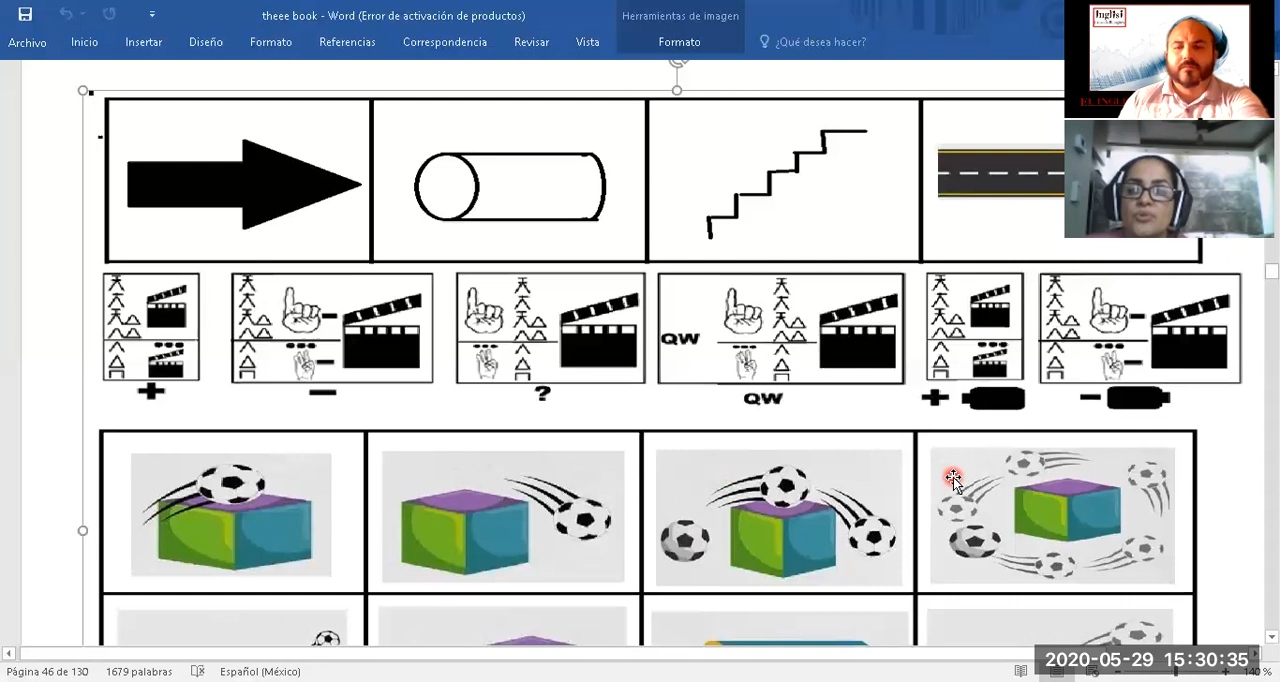 theee book - Word (Error de activación de productos)
Herramientas de imagen
Archivo
Inicio
Insertar
Diseño
Formato
Referencias
Correspondencia
Revisar
Vista
Formato
¿Qué desea hacer?
inglisi
QW
+
−
?
QW
+
−
Página 46 de 130
1679 palabras
Español (México)
2020-05-29 15:30:35
140 %